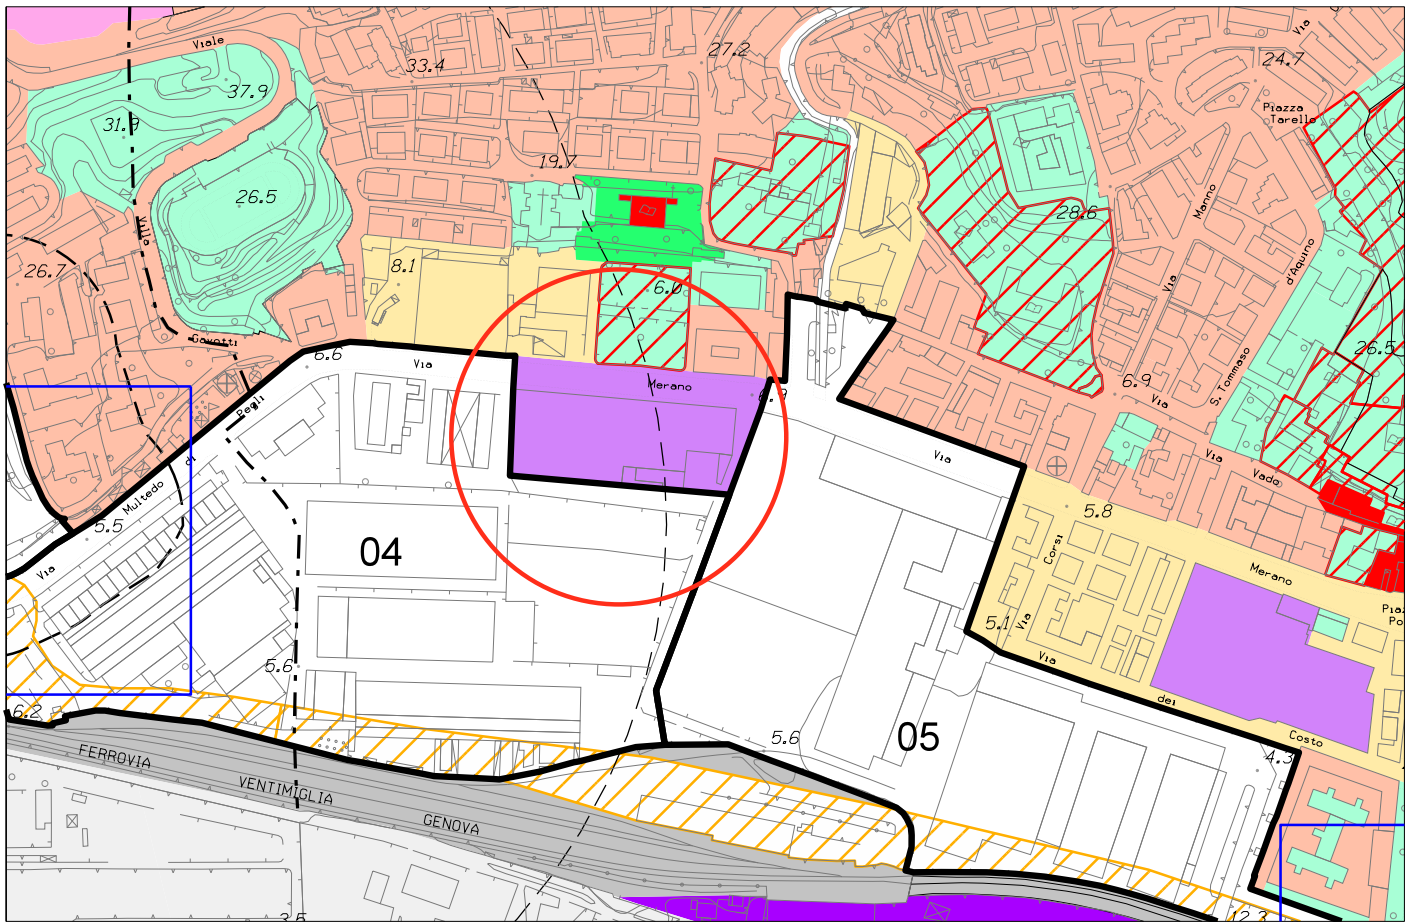 Viale
33.4
27.2
Via
24.7
37.9
31.9
Piazza
Tarello
19.7
26.5
Manno
28.6
Villa
d'Aquino
26.7
8.1
6.0
Via
Gavotti
6.6
Via
Merano
6.9
26.5
S. Tommaso
6.9
Via
Pegli
di
Multedo
5.5
Via
Via
Via
Vado
5.8
04
Corsi
Merano
5.1
Via
Via
5.6
dei
6.2
5.6
05
Costo
4.3
FERROVIA
VENTIMIGLIA
GENOVA
12.3
3.5